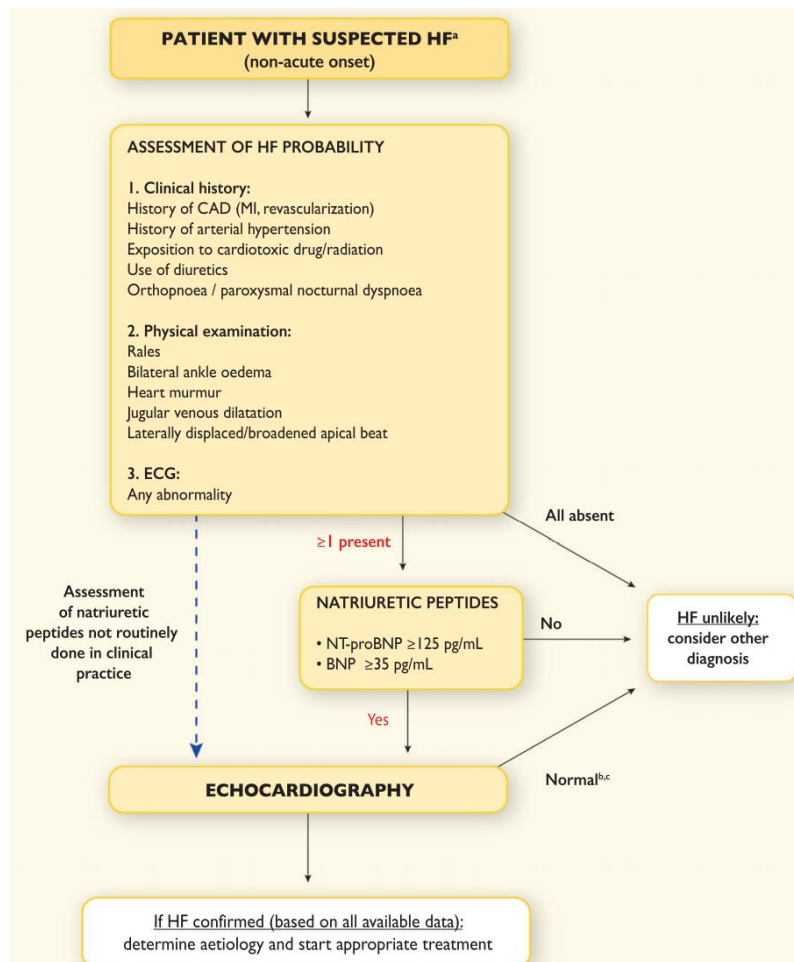 PATIENT WITH SUSPECTED HFᵃ
(non-acute onset)
ASSESSMENT OF HF PROBABILITY
1. Clinical history:
History of CAD (MI, revascularization)
History of arterial hypertension
Exposition to cardiotoxic drug/radiation
Use of diuretics
Orthopnoea / paroxysmal nocturnal dyspnoea
2. Physical examination:
Rales
Bilateral ankle oedema
Heart murmur
Jugular venous dilatation
Laterally displaced/broadened apical beat
3. ECG:
Any abnormality
≥1 present
All absent
Assessment
of natriuretic
peptides not routinely
done in clinical
practice
NATRIURETIC PEPTIDES
• NT-proBNP ≥125 pg/mL
• BNP ≥35 pg/mL
No
HF unlikely:
consider other
diagnosis
Yes
ECHOCARDIOGRAPHY
Normalᵇ,ᶜ
If HF confirmed (based on all available data):
determine aetiology and start appropriate treatment